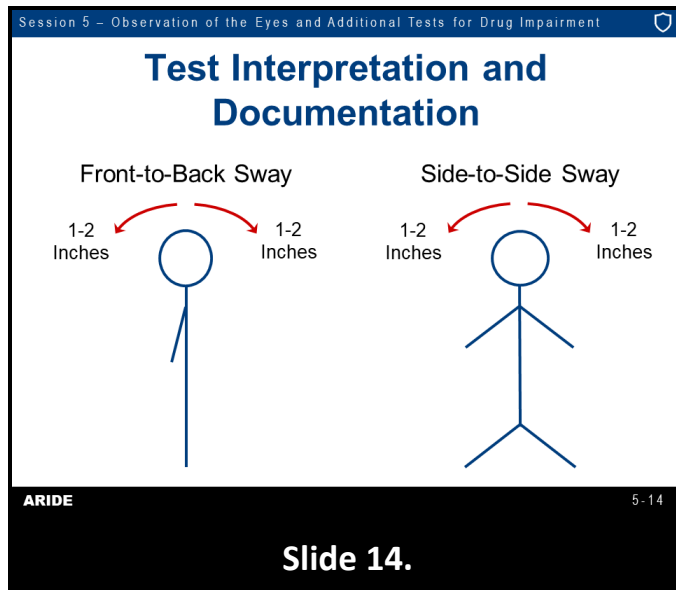 Session 5 – Observation of the Eyes and Additional Tests for Drug Impairment
Test Interpretation and
Documentation
Front-to-Back Sway
1-2
Inches
1-2
Inches
Side-to-Side Sway
1-2
Inches
1-2
Inches
ARIDE
5-14
Slide 14.